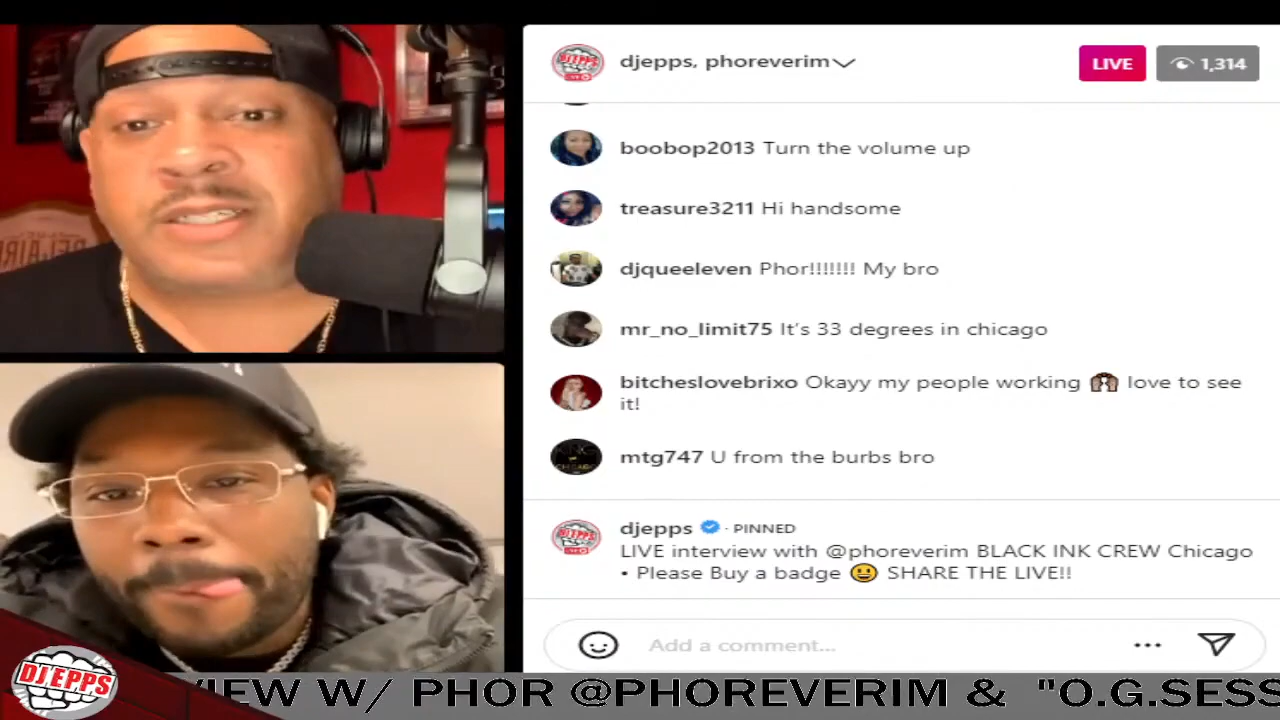 djepps, phoreverim
LIVE
1,314
boobop2013 Turn the volume up
treasure3211 Hi handsome
djqueeleven Phor!!!!!!! My bro
mr_no_limit75 It's 33 degrees in chicago
bitcheslovebrixo Okayy my people working 🙌🏾 love to see
it!
mtg747 U from the burbs bro
djepps · PINNED
LIVE interview with @phoreverim BLACK INK CREW Chicago
• Please Buy a badge 😀 SHARE THE LIVE!!
Add a comment...
BELAIRE
DJ EPPS
VIEW W/ PHOR @PHOREVERIM & "O.G.SESS